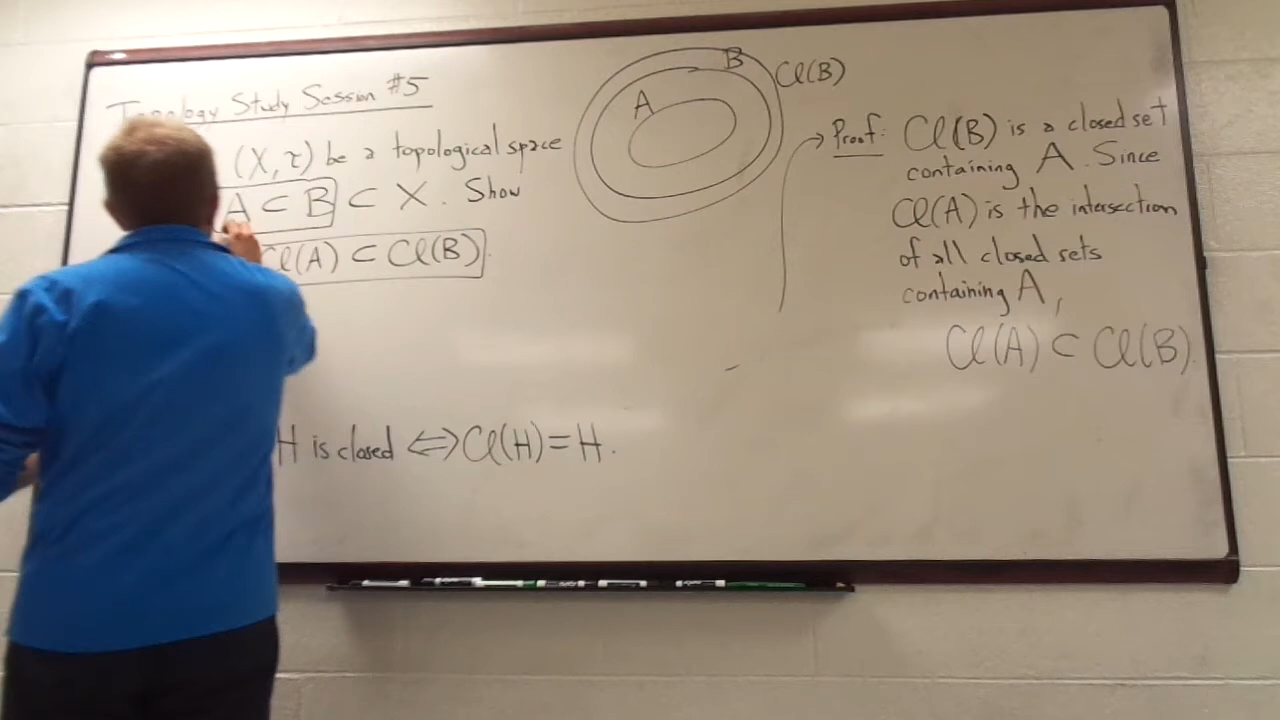 Topology Study Session #5
(X, τ) be a topological space
A ⊂ B ⊂ X. Show
Cl(A) ⊂ Cl(B).
H is closed ⇔ Cl(H) = H.
A
B
Cl(B)
Proof: Cl(B) is a closed set
containing A. Since
Cl(A) is the intersection
of all closed sets
containing A,
Cl(A) ⊂ Cl(B).